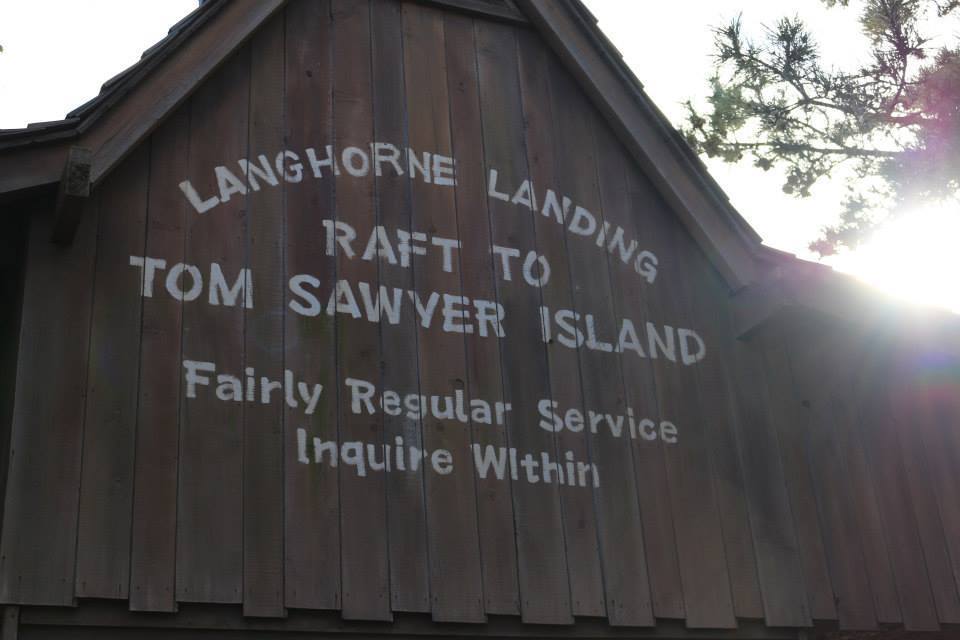 LANGHORNE LANDING
RAFT TO
TOM SAWYER ISLAND
Fairly Regular Service
Inquire WIthin